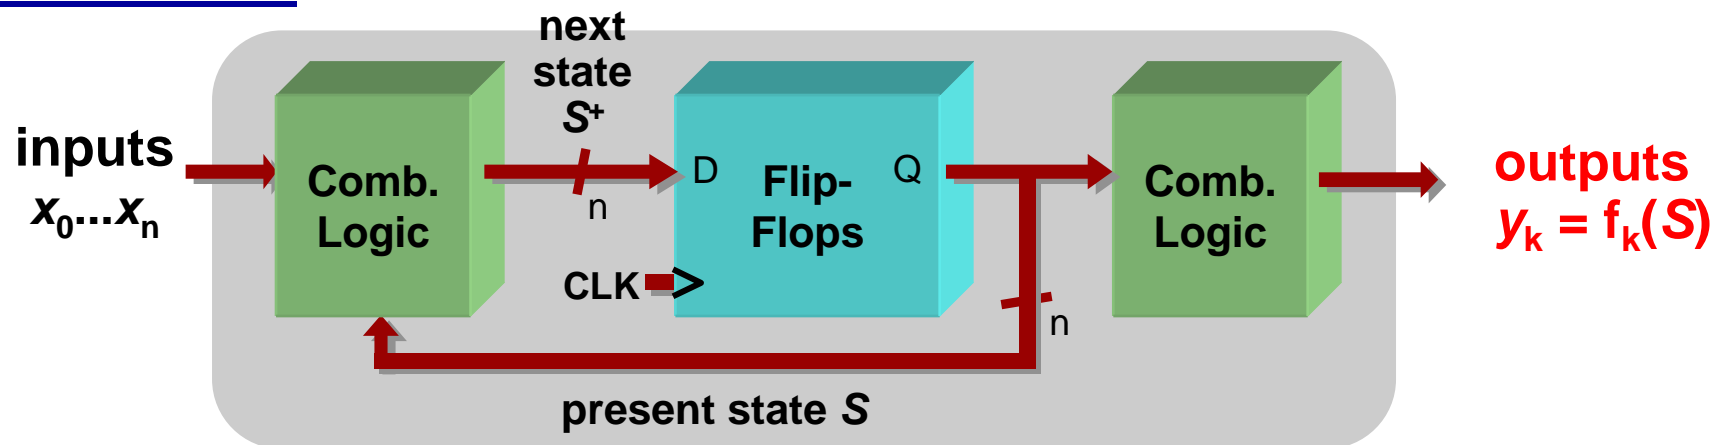 next
state
S⁺
inputs
x₀...xₙ
Comb.
Logic
n
D
Flip-
Flops
Q
CLK
n
Comb.
Logic
outputs
yₖ = fₖ(S)
present state S